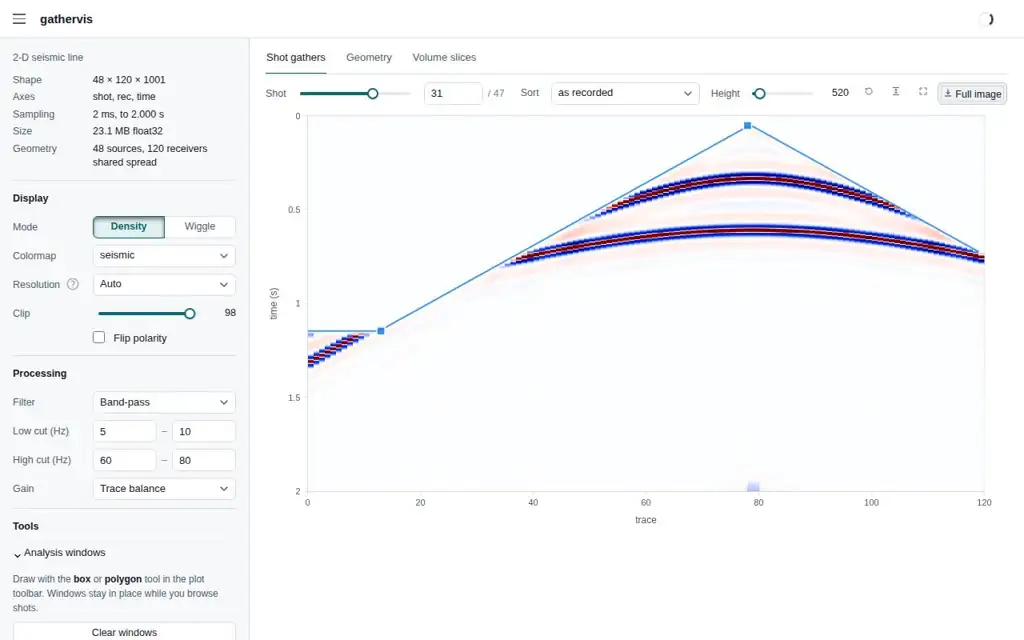 gathervis
2-D seismic line
Shape 48 × 120 × 1001
Axes shot, rec, time
Sampling 2 ms, to 2.000 s
Size 23.1 MB float32
Geometry 48 sources, 120 receivers
shared spread
Display
Mode Density Wiggle
Colormap seismic
Resolution ? Auto
Clip 98
Flip polarity
Processing
Filter Band-pass
Low cut (Hz) 5 – 10
High cut (Hz) 60 – 80
Gain Trace balance
Tools
Analysis windows
Draw with the box or polygon tool in the plot
toolbar. Windows stay in place while you browse
shots.
Clear windows
Shot gathers Geometry Volume slices
Shot 31 / 47 Sort as recorded Height 520 Full image
0
0.5
1
1.5
2
time (s)
0 20 40 60 80 100 120
trace